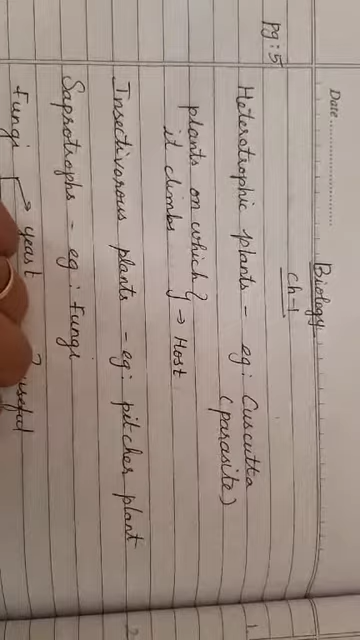 Date
Biology
ch-1
pg:5
Heterotrophic plants - eg: Cuscutta
(parasite)
plants on which } → Host
it climbs
Insectivarous plants - eg: pitcher plant
Saprotrophs - eg: Fungi
Fungi → yeast } useful